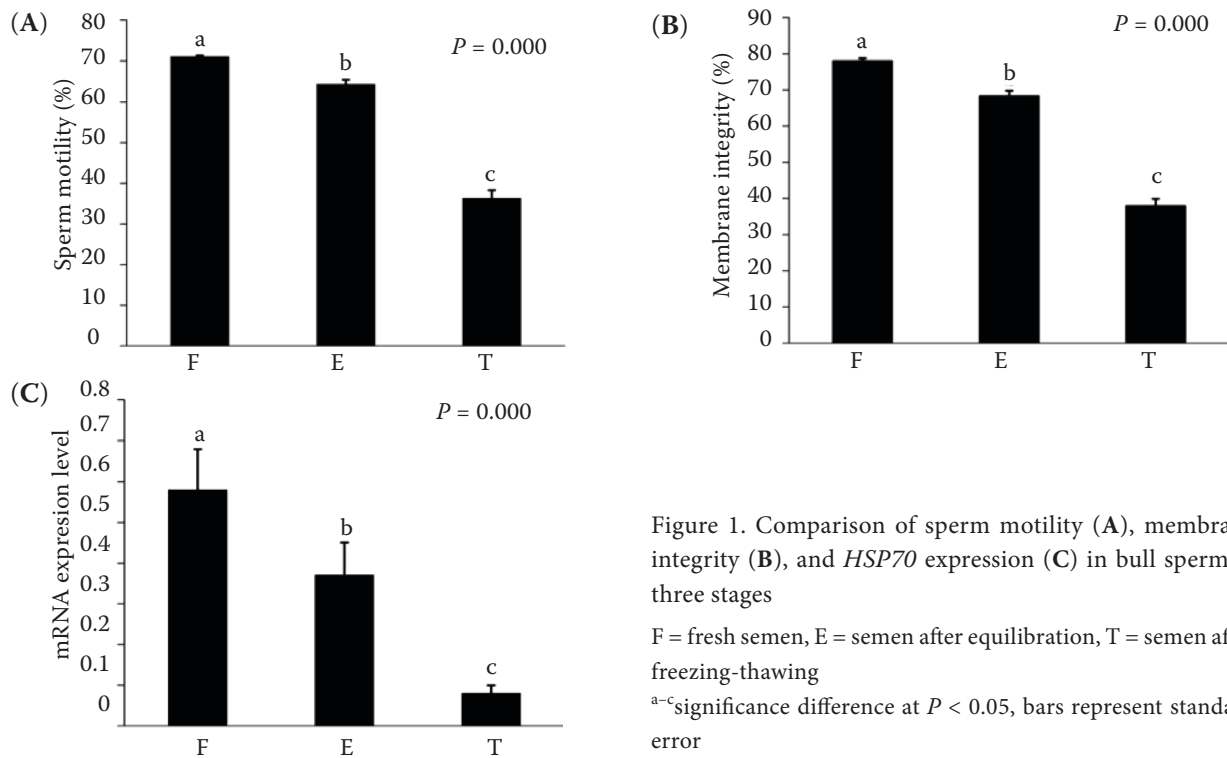 (A)
Sperm motility (%)
80
70
60
50
40
30
20
10
0
a
b
c
P = 0.000
F E T
(B)
Membrane integrity (%)
90
80
70
60
50
40
30
20
10
0
a
b
c
P = 0.000
F E T
(C)
mRNA expresion level
0.8
0.7
0.6
0.5
0.4
0.3
0.2
0.1
0
a
b
c
P = 0.000
F E T
Figure 1. Comparison of sperm motility (A), membra
integrity (B), and HSP70 expression (C) in bull sperm
three stages
F = fresh semen, E = semen after equilibration, T = semen af
freezing-thawing
a–csignificance difference at P < 0.05, bars represent standa
error